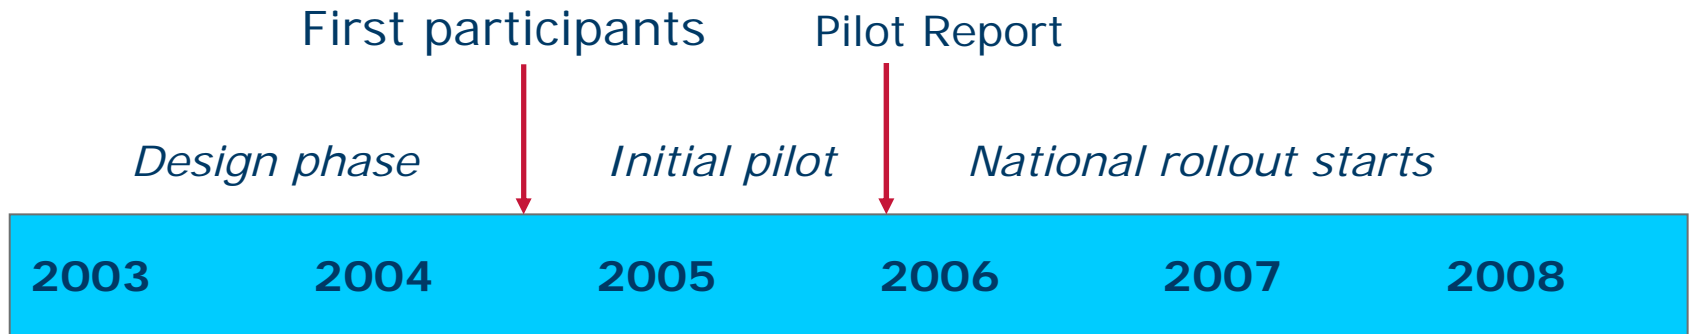 First participants Pilot Report
Design phase Initial pilot National rollout starts
2003 2004 2005 2006 2007 2008